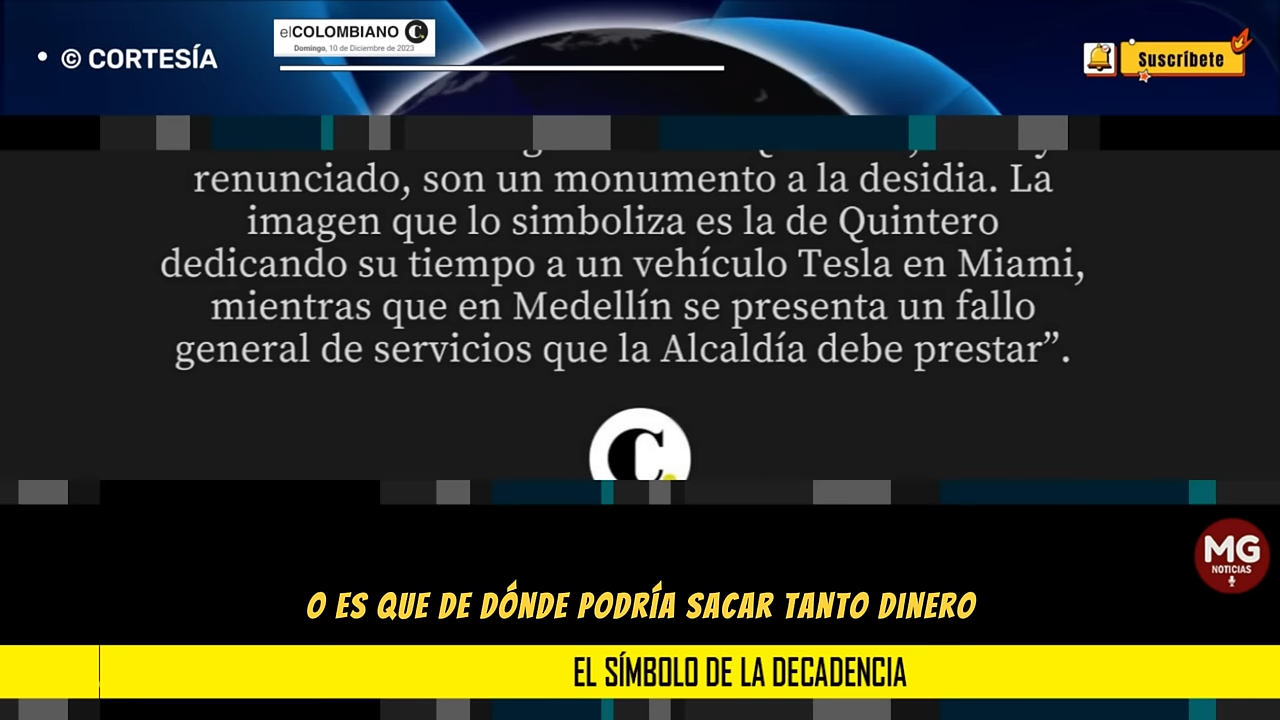 elCOLOMBIANO C.
Domingo, 10 de Diciembre de 2023
• © CORTESÍA
Suscríbete
renunciado, son un monumento a la desidia. La
imagen que lo simboliza es la de Quintero
dedicando su tiempo a un vehículo Tesla en Miami,
mientras que en Medellín se presenta un fallo
general de servicios que la Alcaldía debe prestar”.
C.
MG
NOTICIAS
O ES QUE DE DÓNDE PODRÍA SACAR TANTO DINERO
EL SÍMBOLO DE LA DECADENCIA